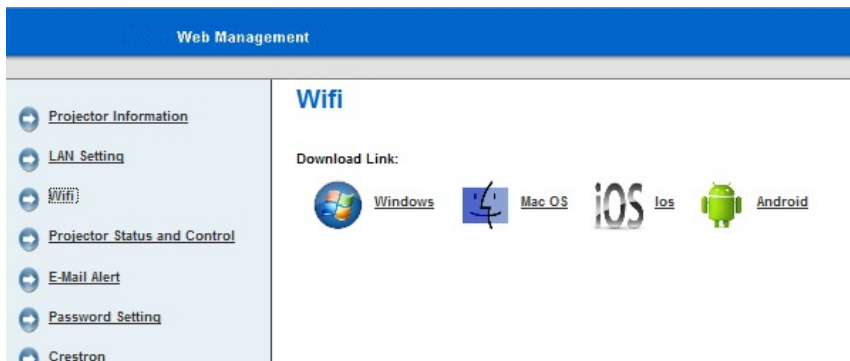 Web Management
Projector Information
LAN Setting
Wifi
Projector Status and Control
E-Mail Alert
Password Setting
Crestron
Wifi
Download Link:
Windows Mac OS iOS Ios Android